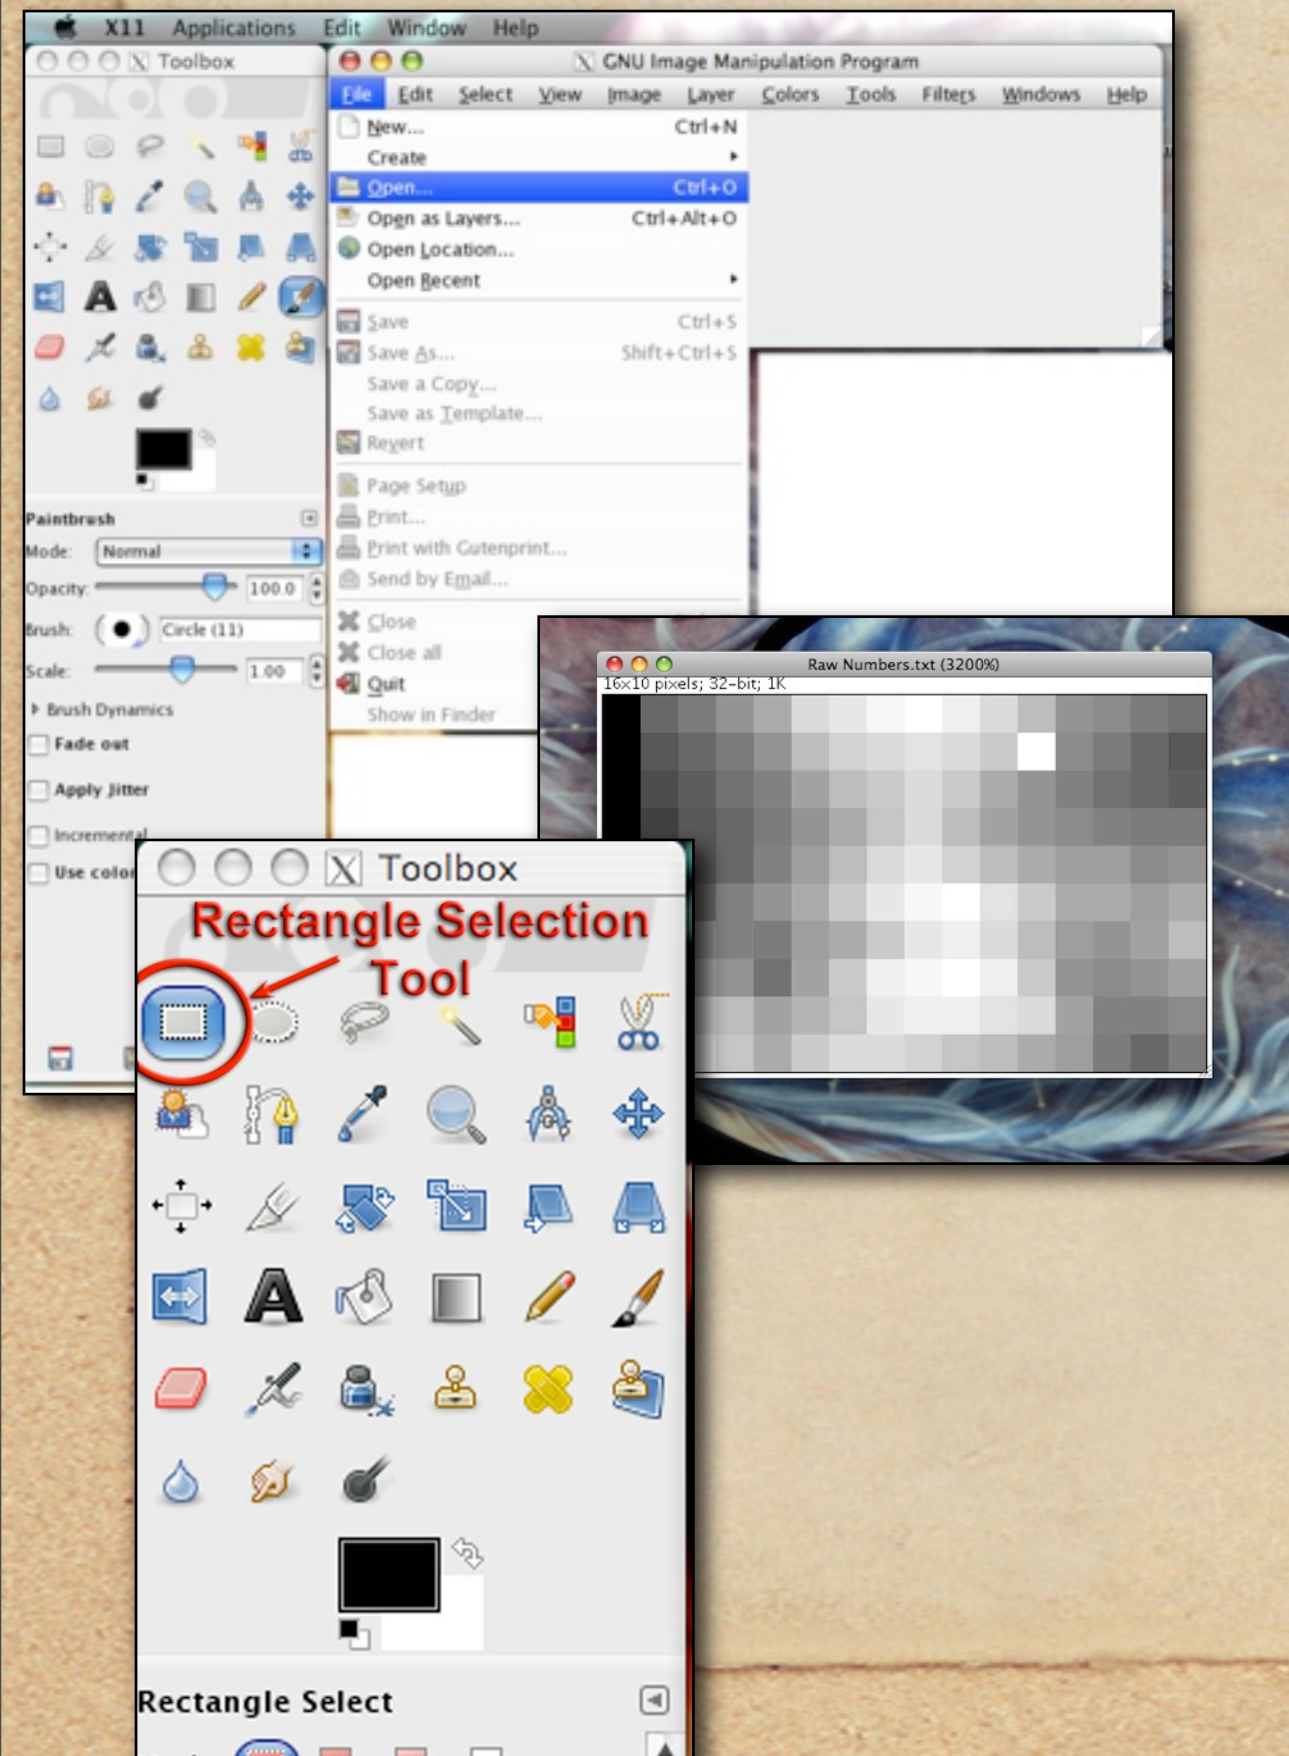 X11 Applications Edit Window Help
X Toolbox
X GNU Image Manipulation Program
File Edit Select View Image Layer Colors Tools Filters Windows Help
New... Ctrl+N
Create
Open... Ctrl+O
Open as Layers... Ctrl+Alt+O
Open Location...
Open Recent
Save Ctrl+S
Save As... Shift+Ctrl+S
Save a Copy...
Save as Template...
Revert
Page Setup
Print...
Print with Gutenprint...
Send by Email...
Close
Close all
Quit
Show in Finder
Paintbrush
Mode: Normal
Opacity: 100.0
Brush: Circle (11)
Scale: 1.00
Brush Dynamics
Fade out
Apply Jitter
Incremental
Use color
Raw Numbers.txt (3200%)
16x10 pixels; 32-bit; 1K
X Toolbox
Rectangle Selection
Tool
Rectangle Select